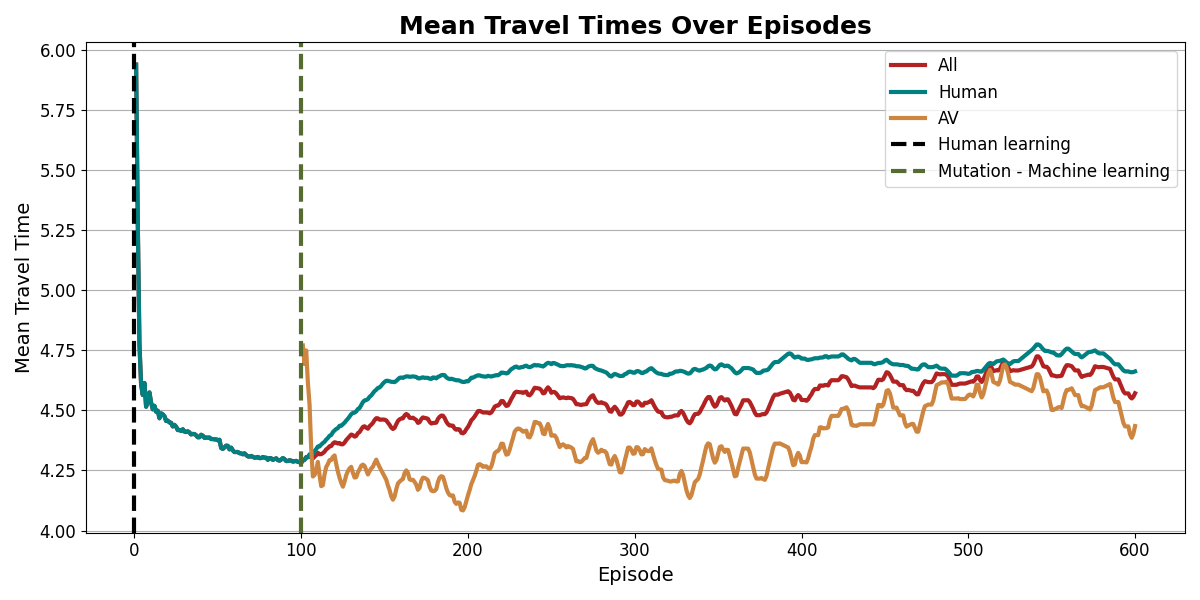 Mean Travel Times Over Episodes
6.00
5.75
5.50
5.25
5.00
4.75
4.50
4.25
4.00
Mean Travel Time
All
Human
AV
Human learning
Mutation - Machine learning
0 100 200 300 400 500 600
Episode